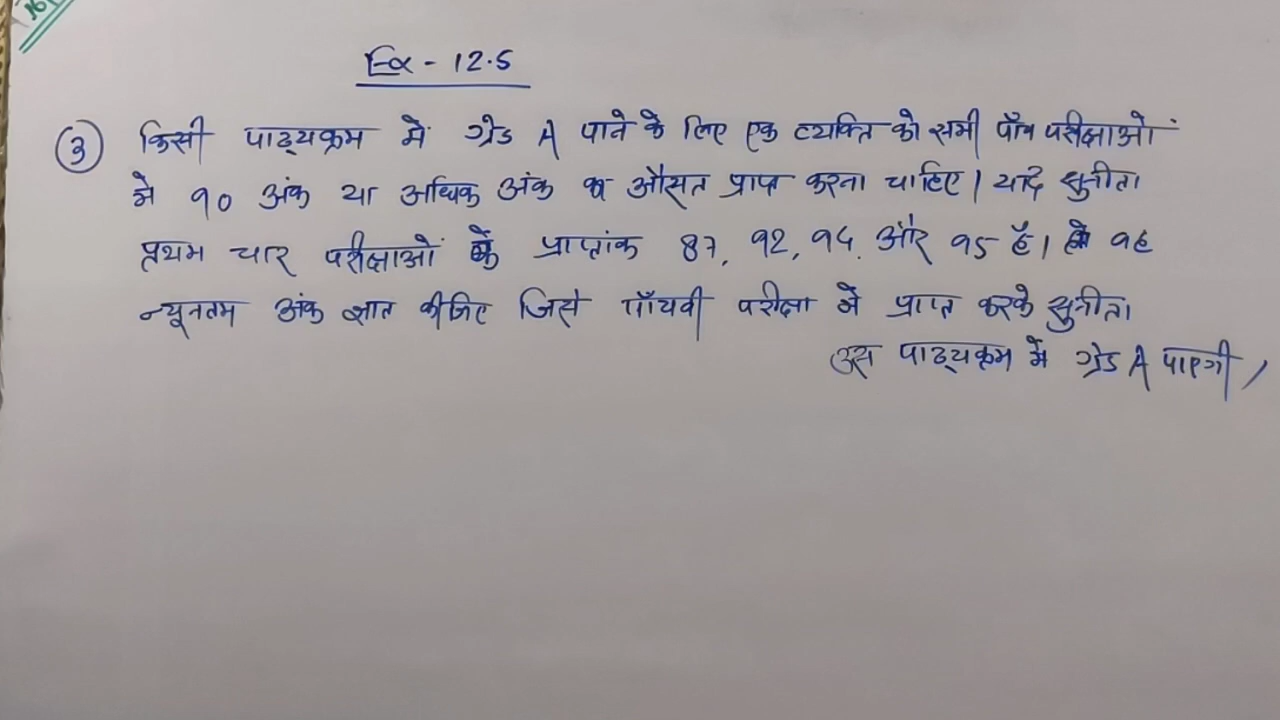 Ex - 12.5
③ किसी पाठ्यक्रम में ग्रेड A पाने के लिए एक व्यक्ति को सभी पाँच परीक्षाओं
मे 90 अंक या अधिक अंक का औसत प्राप्त करना चाहिए। यदि सुनीता
प्रथम चार परीक्षाओं के प्राप्तांक 87, 92, 94 और 95 हैं। तो वह
न्यूनतम अंक ज्ञात कीजिए जिसे पाँचवी परीक्षा में प्राप्त करके सुनीता
उस पाठ्यक्रम में ग्रेड A पाएगी /